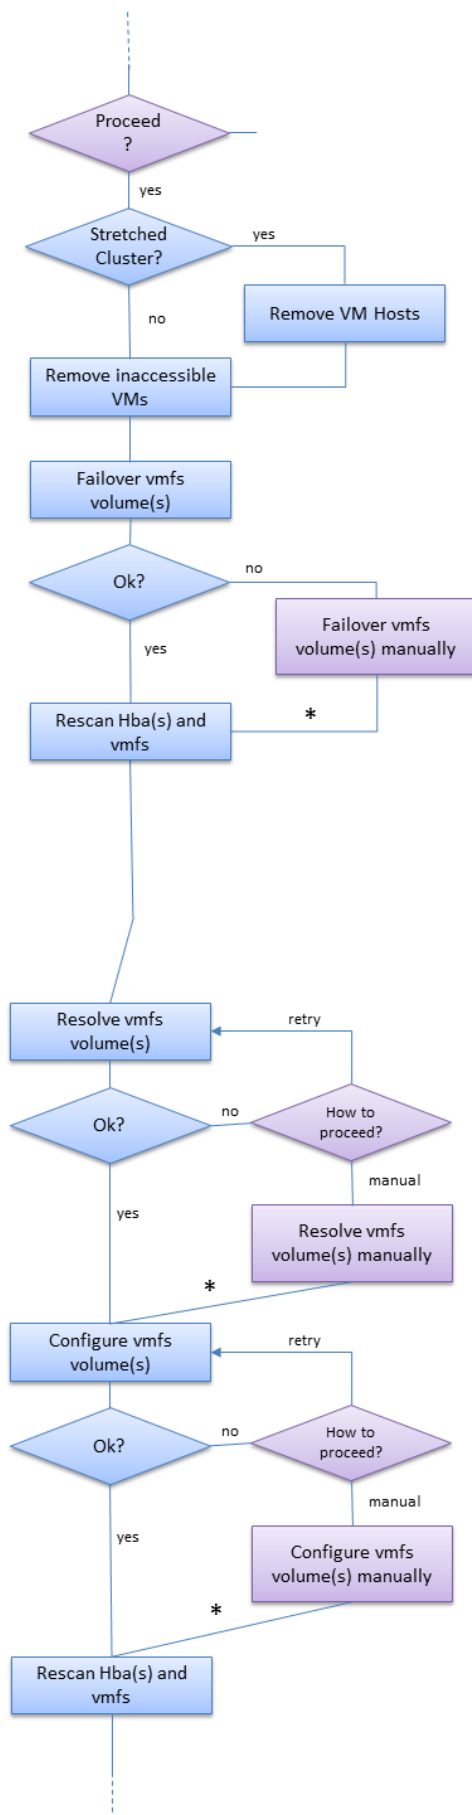 Proceed
?
yes
Stretched
Cluster?
yes
Remove VM Hosts
no
Remove inaccessible
VMs
Failover vmfs
volume(s)
Ok?
no
Failover vmfs
volume(s) manually
yes
*
Rescan Hba(s) and
vmfs
Resolve vmfs
volume(s)
retry
Ok?
no
How to
proceed?
manual
yes
Resolve vmfs
volume(s) manually
*
Configure vmfs
volume(s)
retry
Ok?
no
How to
proceed?
manual
yes
Configure vmfs
volume(s) manually
*
Rescan Hba(s) and
vmfs